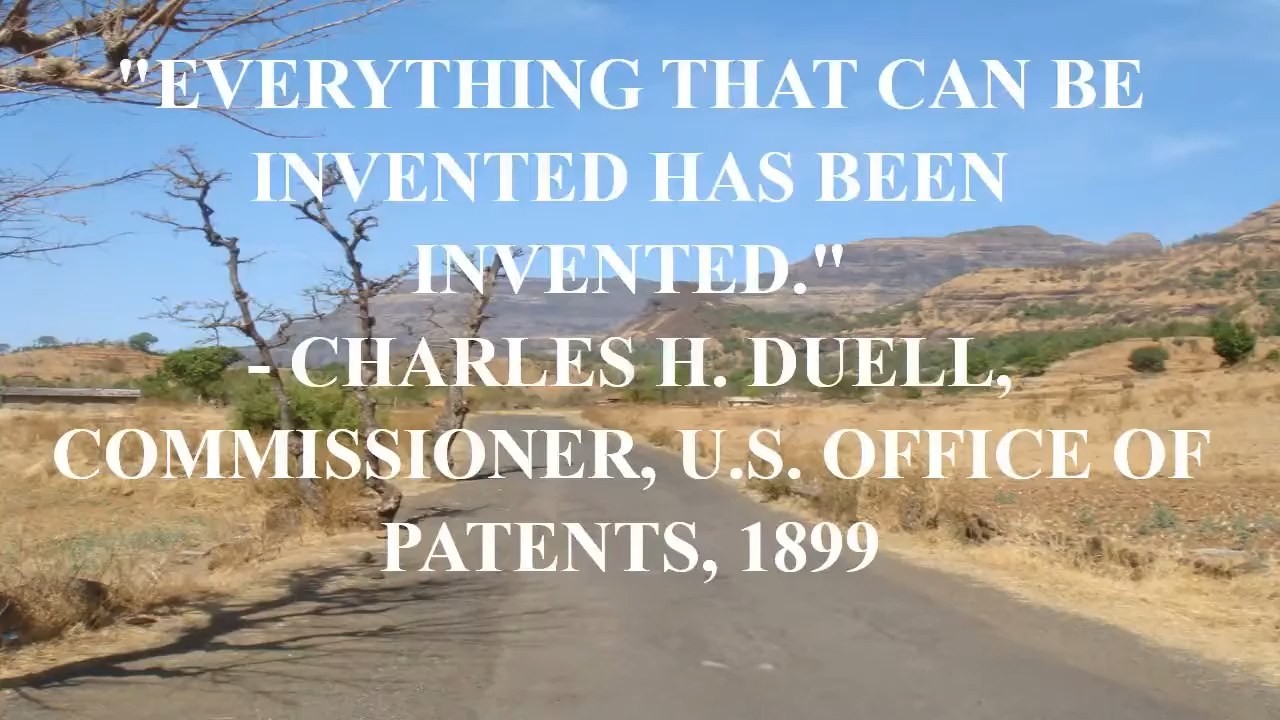 "EVERYTHING THAT CAN BE
INVENTED HAS BEEN
INVENTED."
- CHARLES H. DUELL,
COMMISSIONER, U.S. OFFICE OF
PATENTS, 1899